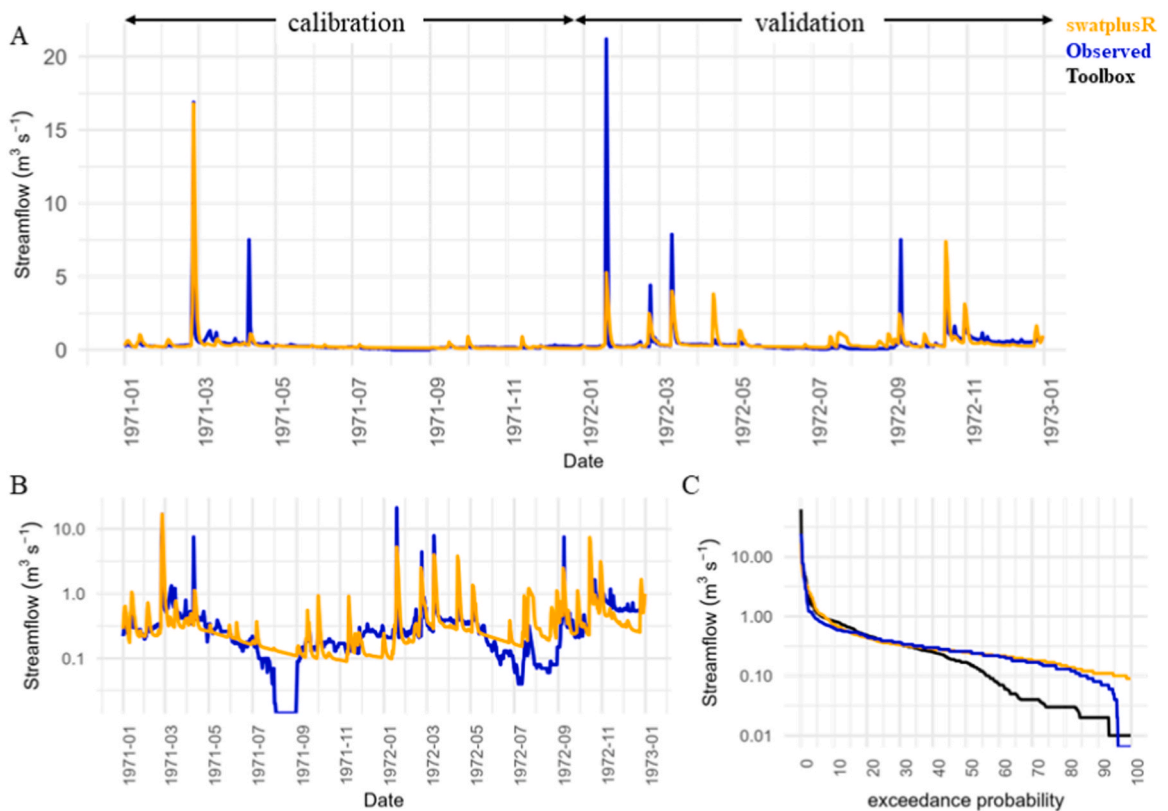 calibration validation
A
swatplusR
Observed
Toolbox
Streamflow (m³ s⁻¹)
20
15
10
5
0
1971-01 1971-03 1971-05 1971-07 1971-09 1971-11 1972-01 1972-03 1972-05 1972-07 1972-09 1972-11 1973-01
Date
B
Streamflow (m³ s⁻¹)
10.0
1.0
0.1
1971-01 1971-03 1971-05 1971-07 1971-09 1971-11 1972-01 1972-03 1972-05 1972-07 1972-09 1972-11 1973-01
Date
C
Streamflow (m³ s⁻¹)
10.00
1.00
0.10
0.01
0 10 20 30 40 50 60 70 80 90 100
exceedance probability